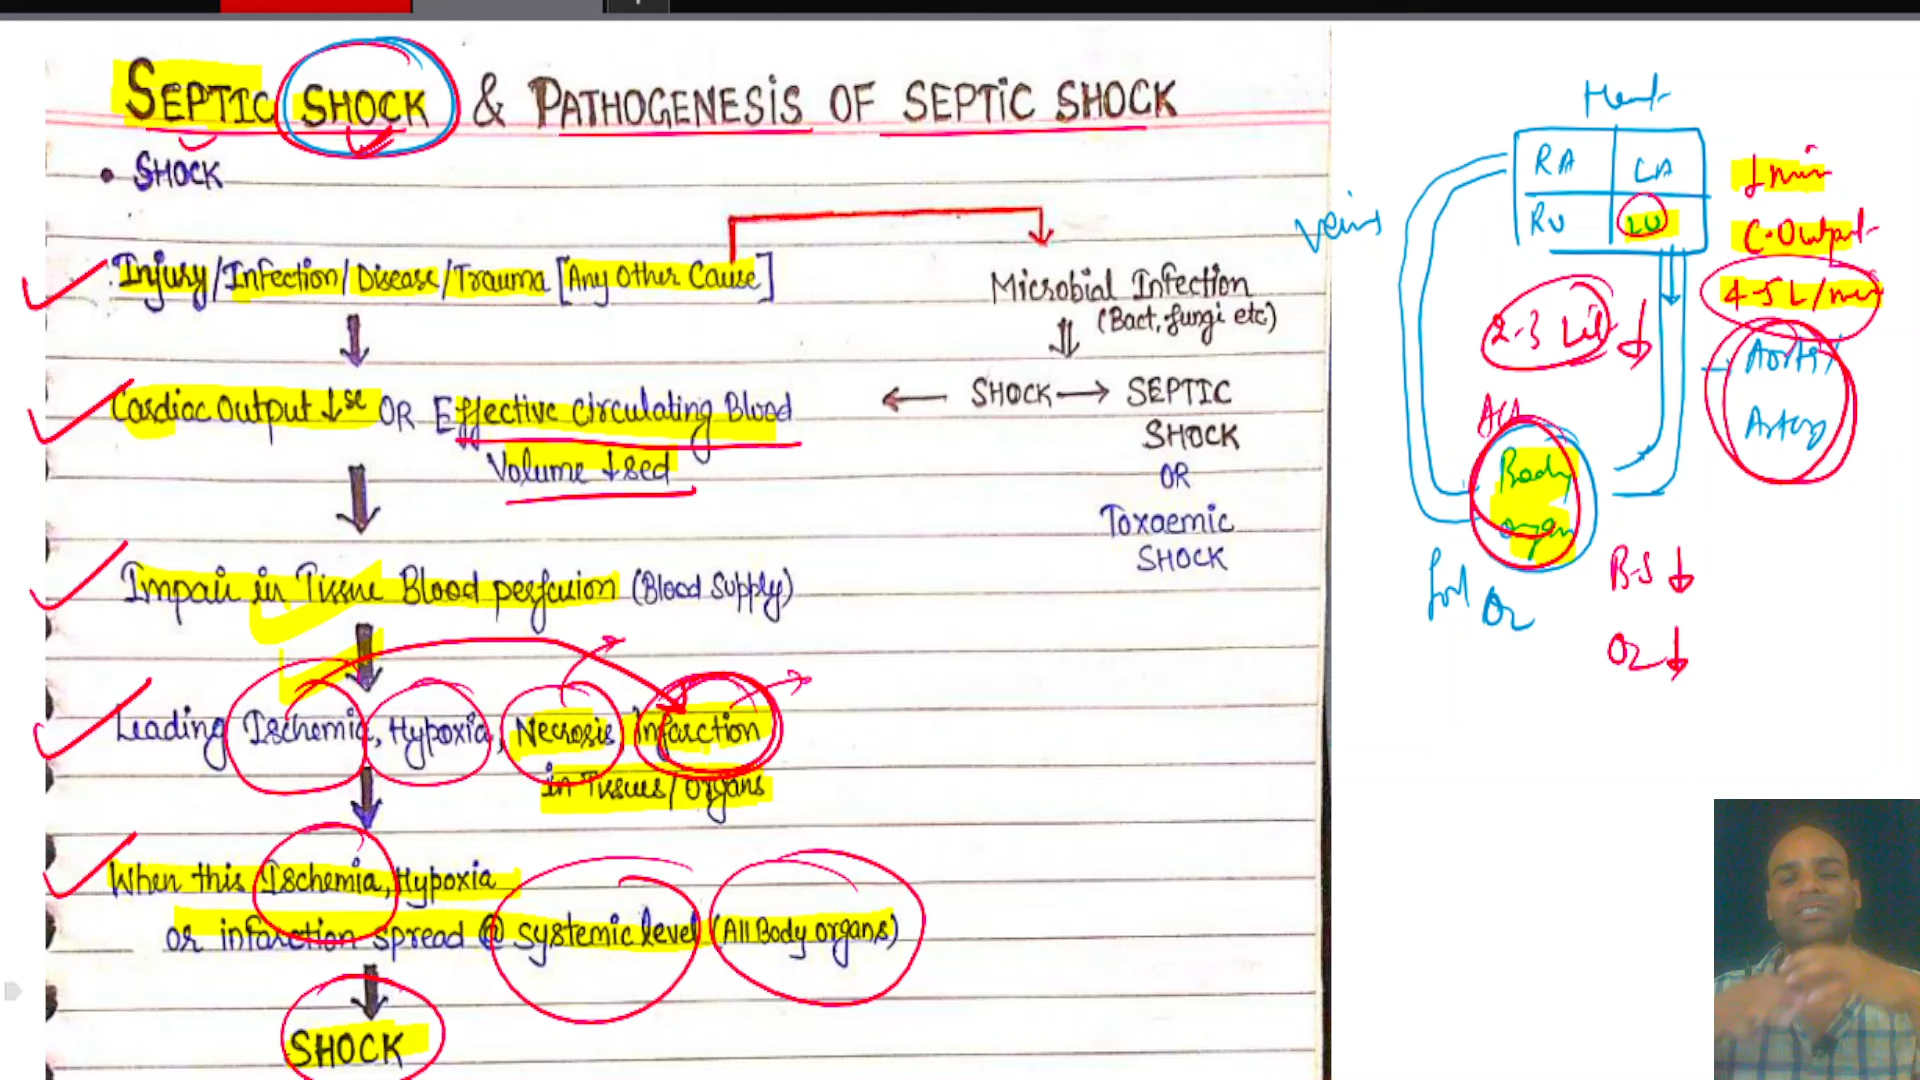 SEPTIC SHOCK & PATHOGENESIS OF SEPTIC SHOCK
• SHOCK
Injury/Infection/Disease/Trauma [Any Other Cause]
Microbial Infection
(Bact, fungi etc)
Cardiac Output ↓se OR Effective Circulating Blood
Volume ↓sed
← SHOCK → SEPTIC
SHOCK
OR
Toxaemic
SHOCK
Impair in Tissue Blood perfusion (Blood Supply)
Leading Ischemia, Hypoxia, Necrosis, Infarction
in Tissues/Organs
When this Ischemia, Hypoxia
or infarction spread @ systemic level (All Body organs)
SHOCK
Heart
RA LA
RV LV
Veins
1 min
C. Output
4-5 L/min
2-3 Lit ↓
Aorta/
Artery
All
Body
organ
O2
B.S ↓
O2 ↓